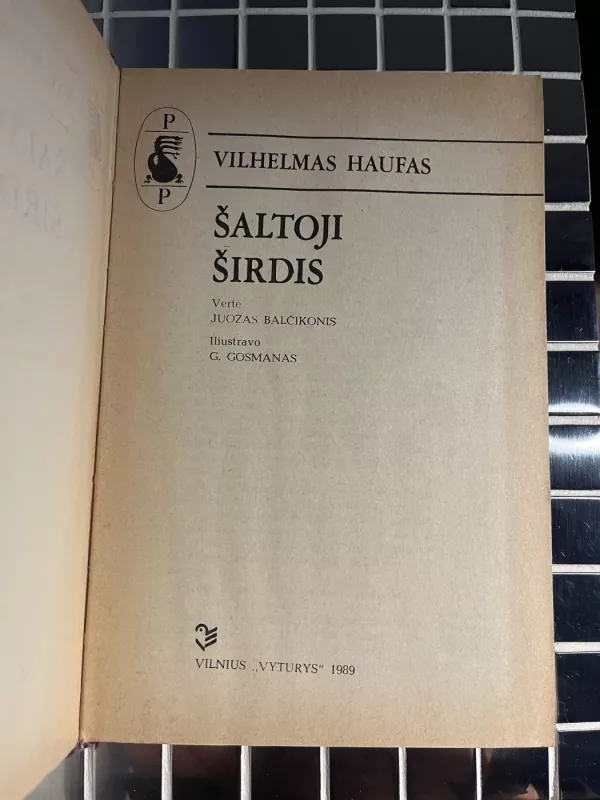 P
P
VILHELMAS HAUFAS
ŠALTOJI
ŠIRDIS
Vertė
JUOZAS BALČIKONIS
Iliustravo
G. GOSMANAS
VILNIUS „VYTURYS“ 1989